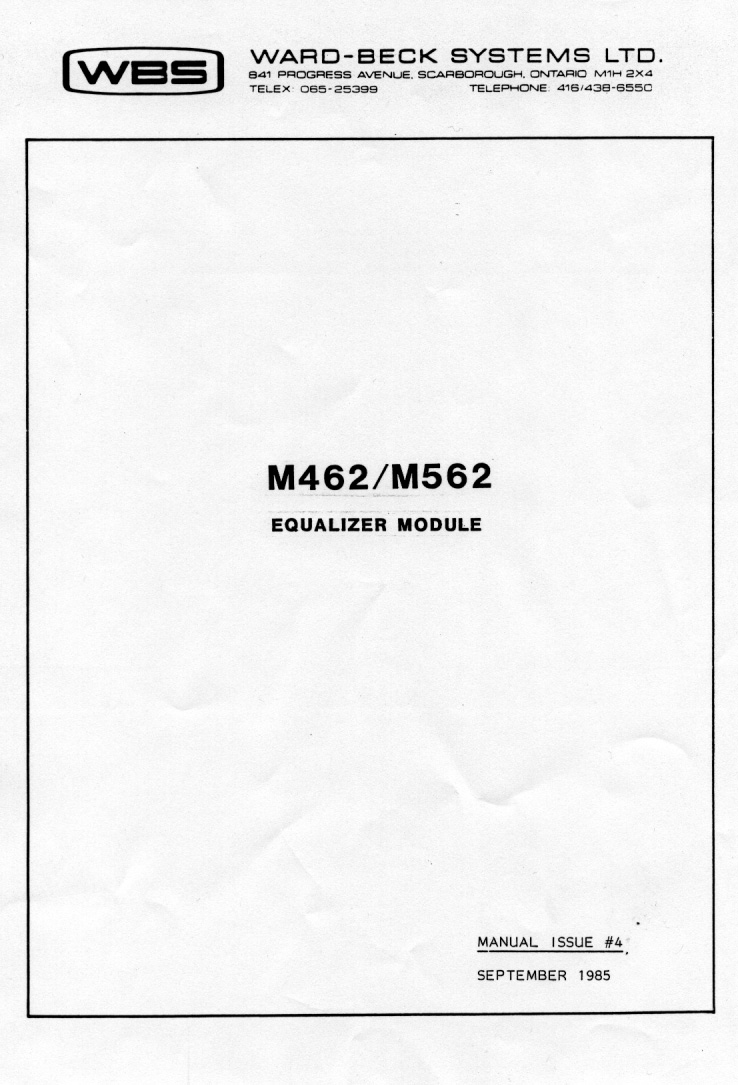 WBS
WARD-BECK SYSTEMS LTD.
841 PROGRESS AVENUE, SCARBOROUGH, ONTARIO M1H 2X4
TELEX: 065-25399 TELEPHONE: 416/438-6550
M462/M562
EQUALIZER MODULE
MANUAL ISSUE #4
SEPTEMBER 1985